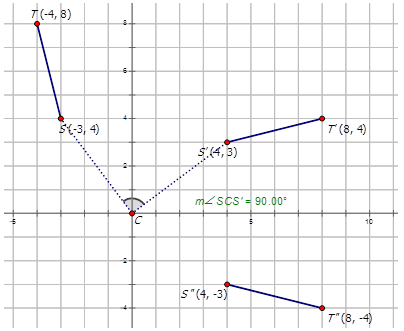 T(-4, 8)
8
6
S(-3, 4)
4
T'(8, 4)
S'(4, 3)
2
m∠SCS' = 90.00°
-5
C
5
10
-2
S"(4, -3)
-4
T"(8, -4)